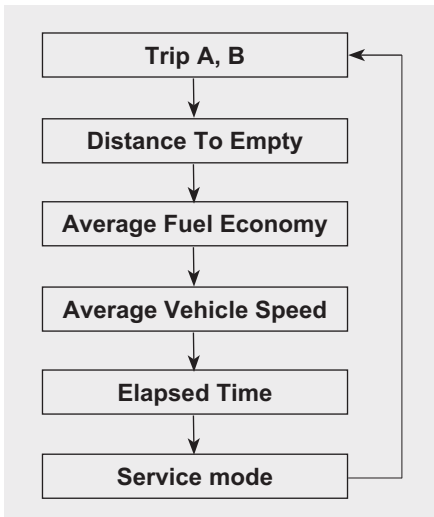 Trip A, B
Distance To Empty
Average Fuel Economy
Average Vehicle Speed
Elapsed Time
Service mode